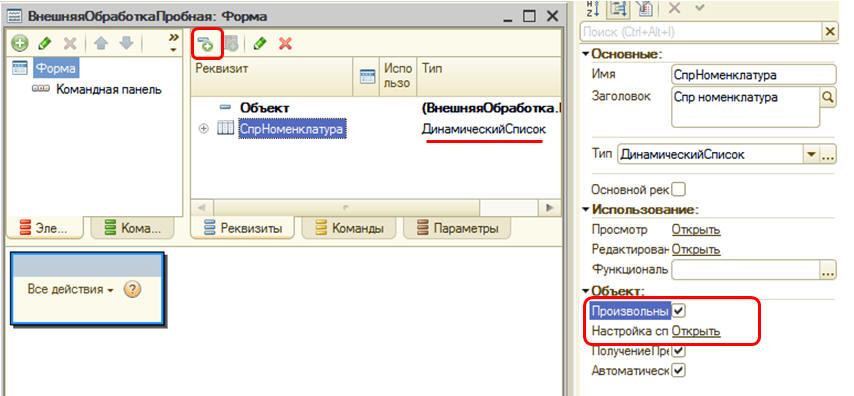 ВнешняяОбработкаПробная: Форма
Форма
Командная панель
Реквизит
Испо
льзо
Тип
Объект
(ВнешняяОбработка.
СпрНоменклатура
ДинамическийСписок
Эле...
Кома...
Реквизиты
Команды
Параметры
Все действия
Поиск (Ctrl+Alt+I)
Основные:
Имя
СпрНоменклатура
Заголовок
Спр номенклатура
Тип
ДинамическийСписок
Основной рек
Использование:
Просмотр
Открыть
Редактирован
Открыть
Функциональ
Объект:
Произвольны
Настройка сп
Открыть
ПолучениеПре
Автоматическ